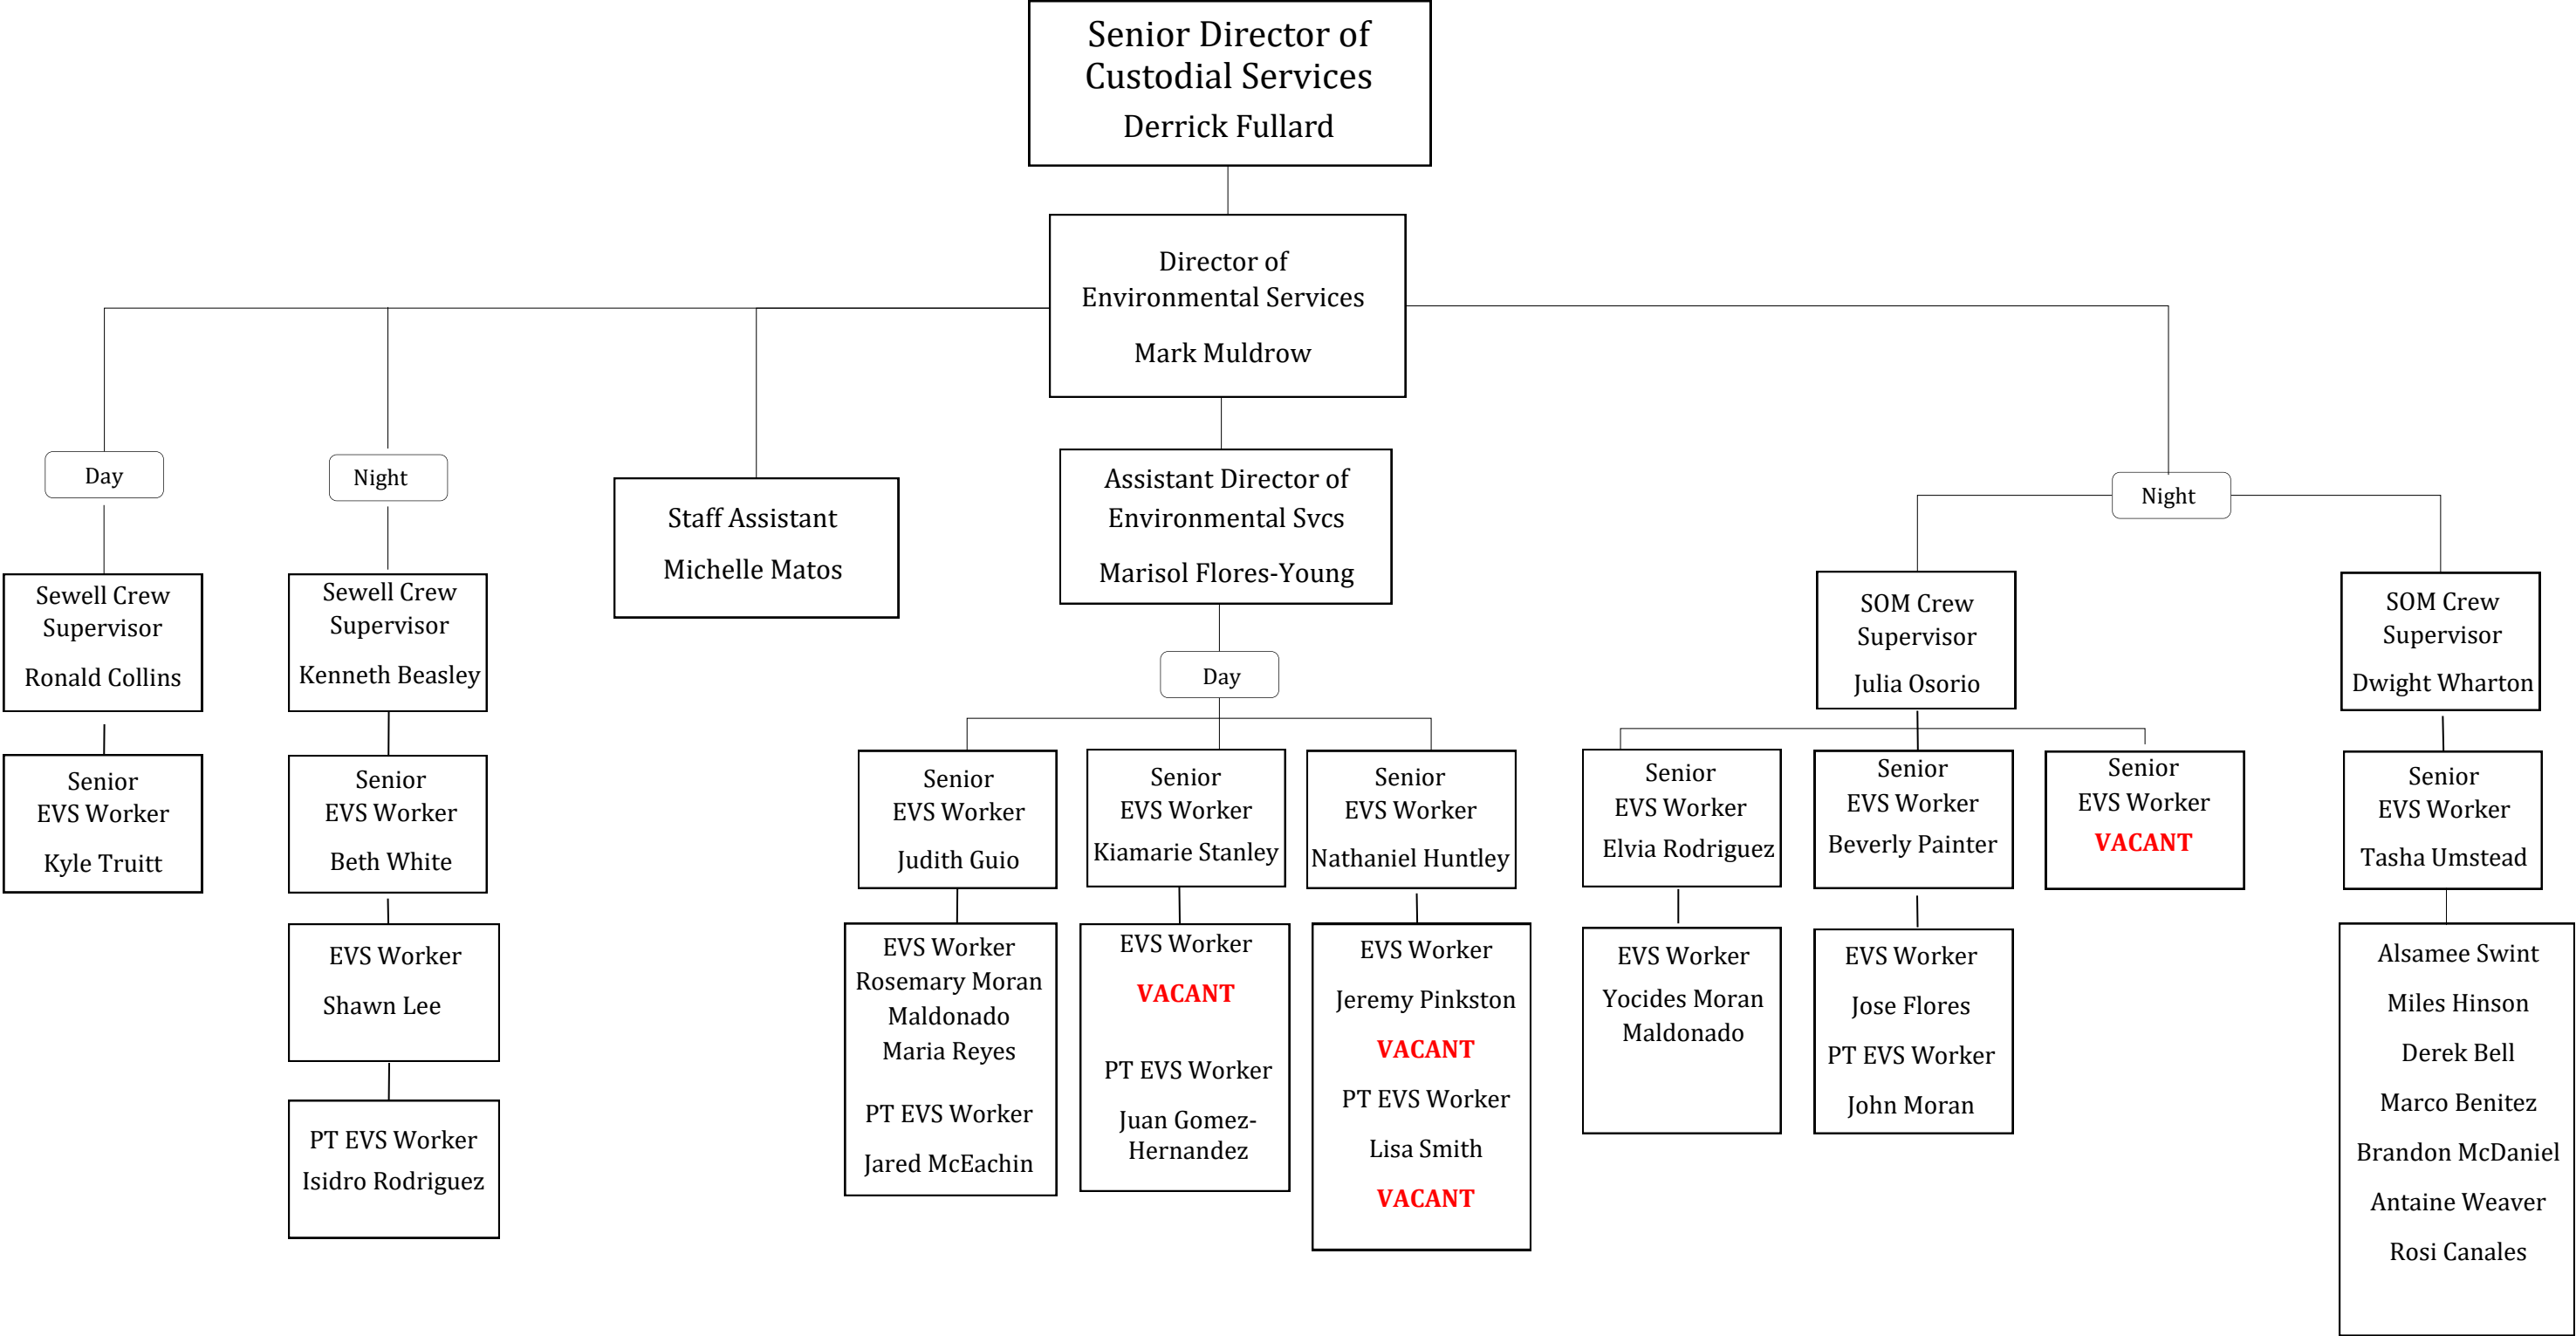 Senior Director of
Custodial Services
Derrick Fullard
Director of
Environmental Services
Mark Muldrow
Day
Night
Staff Assistant
Michelle Matos
Assistant Director of
Environmental Svcs
Marisol Flores-Young
Night
Sewell Crew
Supervisor
Ronald Collins
Sewell Crew
Supervisor
Kenneth Beasley
Day
SOM Crew
Supervisor
Julia Osorio
SOM Crew
Supervisor
Dwight Wharton
Senior
EVS Worker
Kyle Truitt
Senior
EVS Worker
Beth White
Senior
EVS Worker
Judith Guio
Senior
EVS Worker
Kiamarie Stanley
Senior
EVS Worker
Nathaniel Huntley
Senior
EVS Worker
Elvia Rodriguez
Senior
EVS Worker
Beverly Painter
Senior
EVS Worker
VACANT
Senior
EVS Worker
Tasha Umstead
EVS Worker
Shawn Lee
PT EVS Worker
Isidro Rodriguez
EVS Worker
Rosemary Moran
Maldonado
Maria Reyes
PT EVS Worker
Jared McEachin
EVS Worker
VACANT
PT EVS Worker
Juan Gomez-
Hernandez
EVS Worker
Jeremy Pinkston
VACANT
PT EVS Worker
Lisa Smith
VACANT
EVS Worker
Yocides Moran
Maldonado
EVS Worker
Jose Flores
PT EVS Worker
John Moran
Alsamee Swint
Miles Hinson
Derek Bell
Marco Benitez
Brandon McDaniel
Antaine Weaver
Rosi Canales